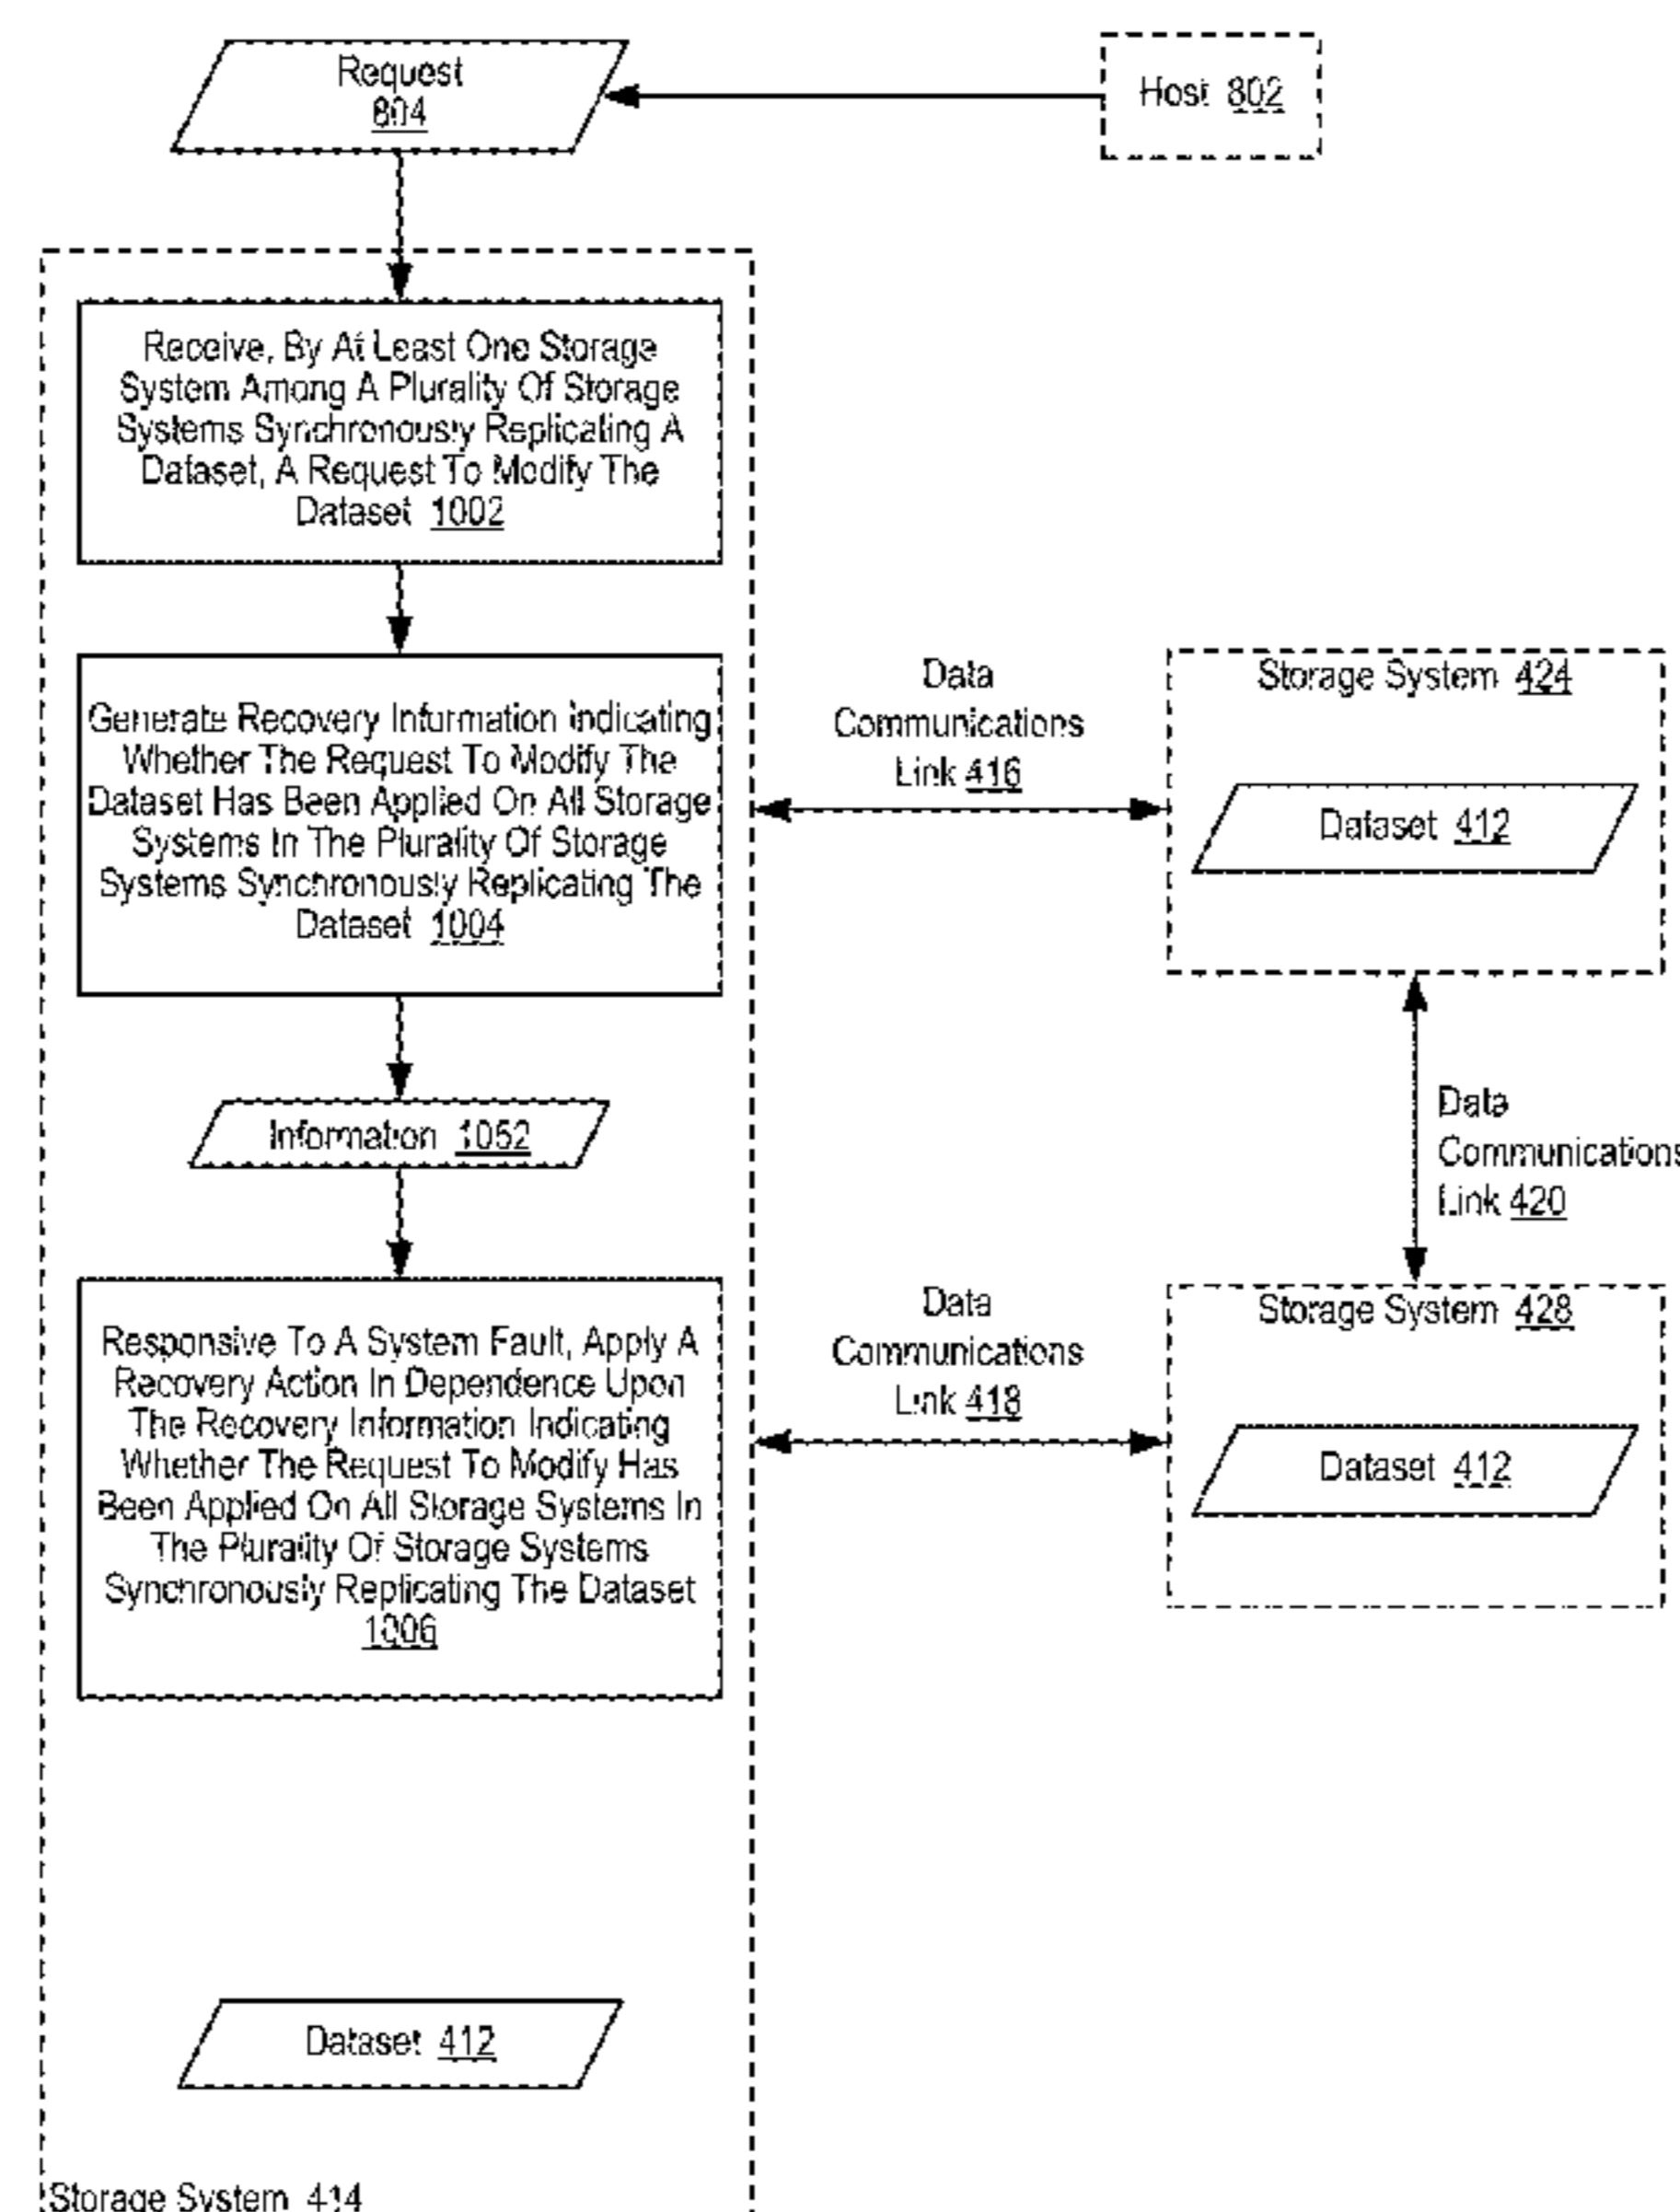 Request
804
Host 802
Receive, By At Least One Storage
System Among A Plurality Of Storage
Systems Synchronously Replicating A
Dataset, A Request To Modify The
Dataset 1002
Generate Recovery Information Indicating
Whether The Request To Modify The
Dataset Has Been Applied On All Storage
Systems In The Plurality Of Storage
Systems Synchronously Replicating The
Dataset 1004
Data
Communications
Link 416
Storage System 424
Dataset 412
Information 1052
Data
Communications
Link 420
Responsive To A System Fault, Apply A
Recovery Action In Dependence Upon
The Recovery Information Indicating
Whether The Request To Modify Has
Been Applied On All Storage Systems In
The Plurality Of Storage Systems
Synchronously Replicating The Dataset
1006
Data
Communications
Link 418
Storage System 428
Dataset 412
Dataset 412
Storage System 414